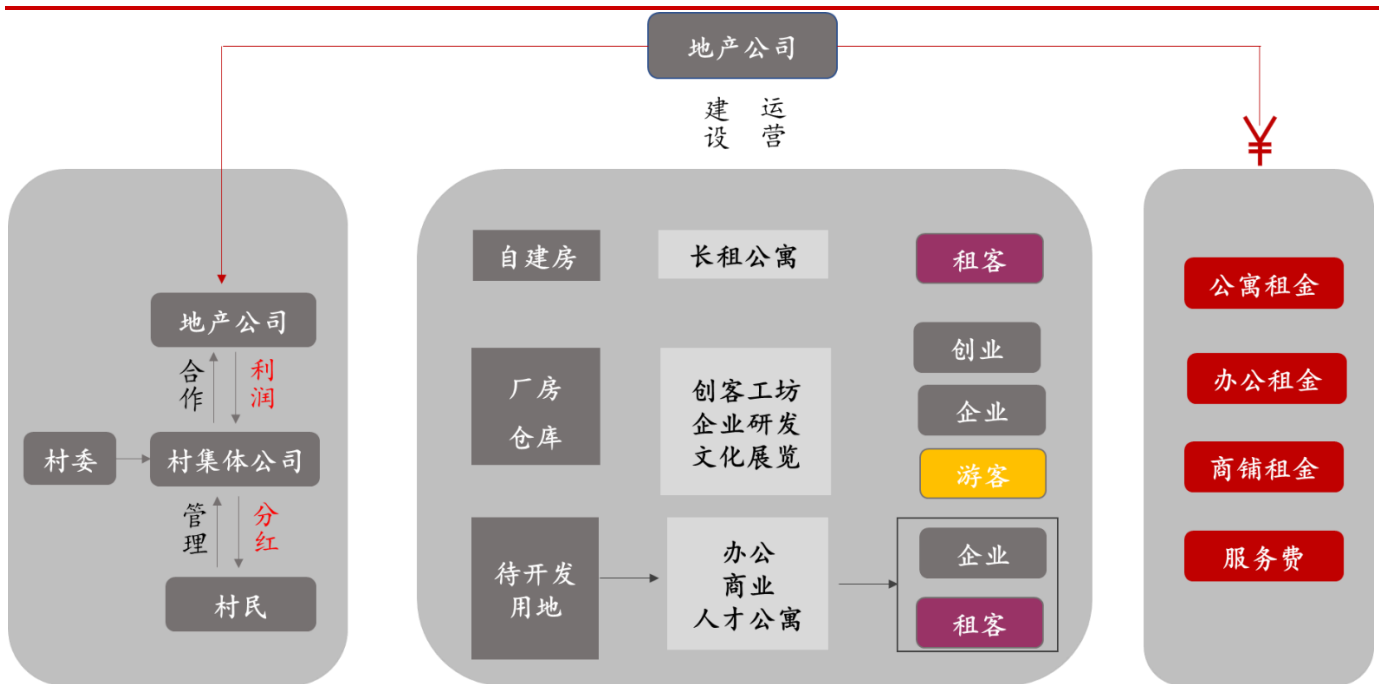 地产公司
建设
运营
¥
地产公司
合作
利润
村委
村集体公司
管理
分红
村民
自建房
长租公寓
租客
厂房
仓库
创客工坊
企业研发
文化展览
创业
企业
游客
待开发
用地
办公
商业
人才公寓
企业
租客
公寓租金
办公租金
商铺租金
服务费